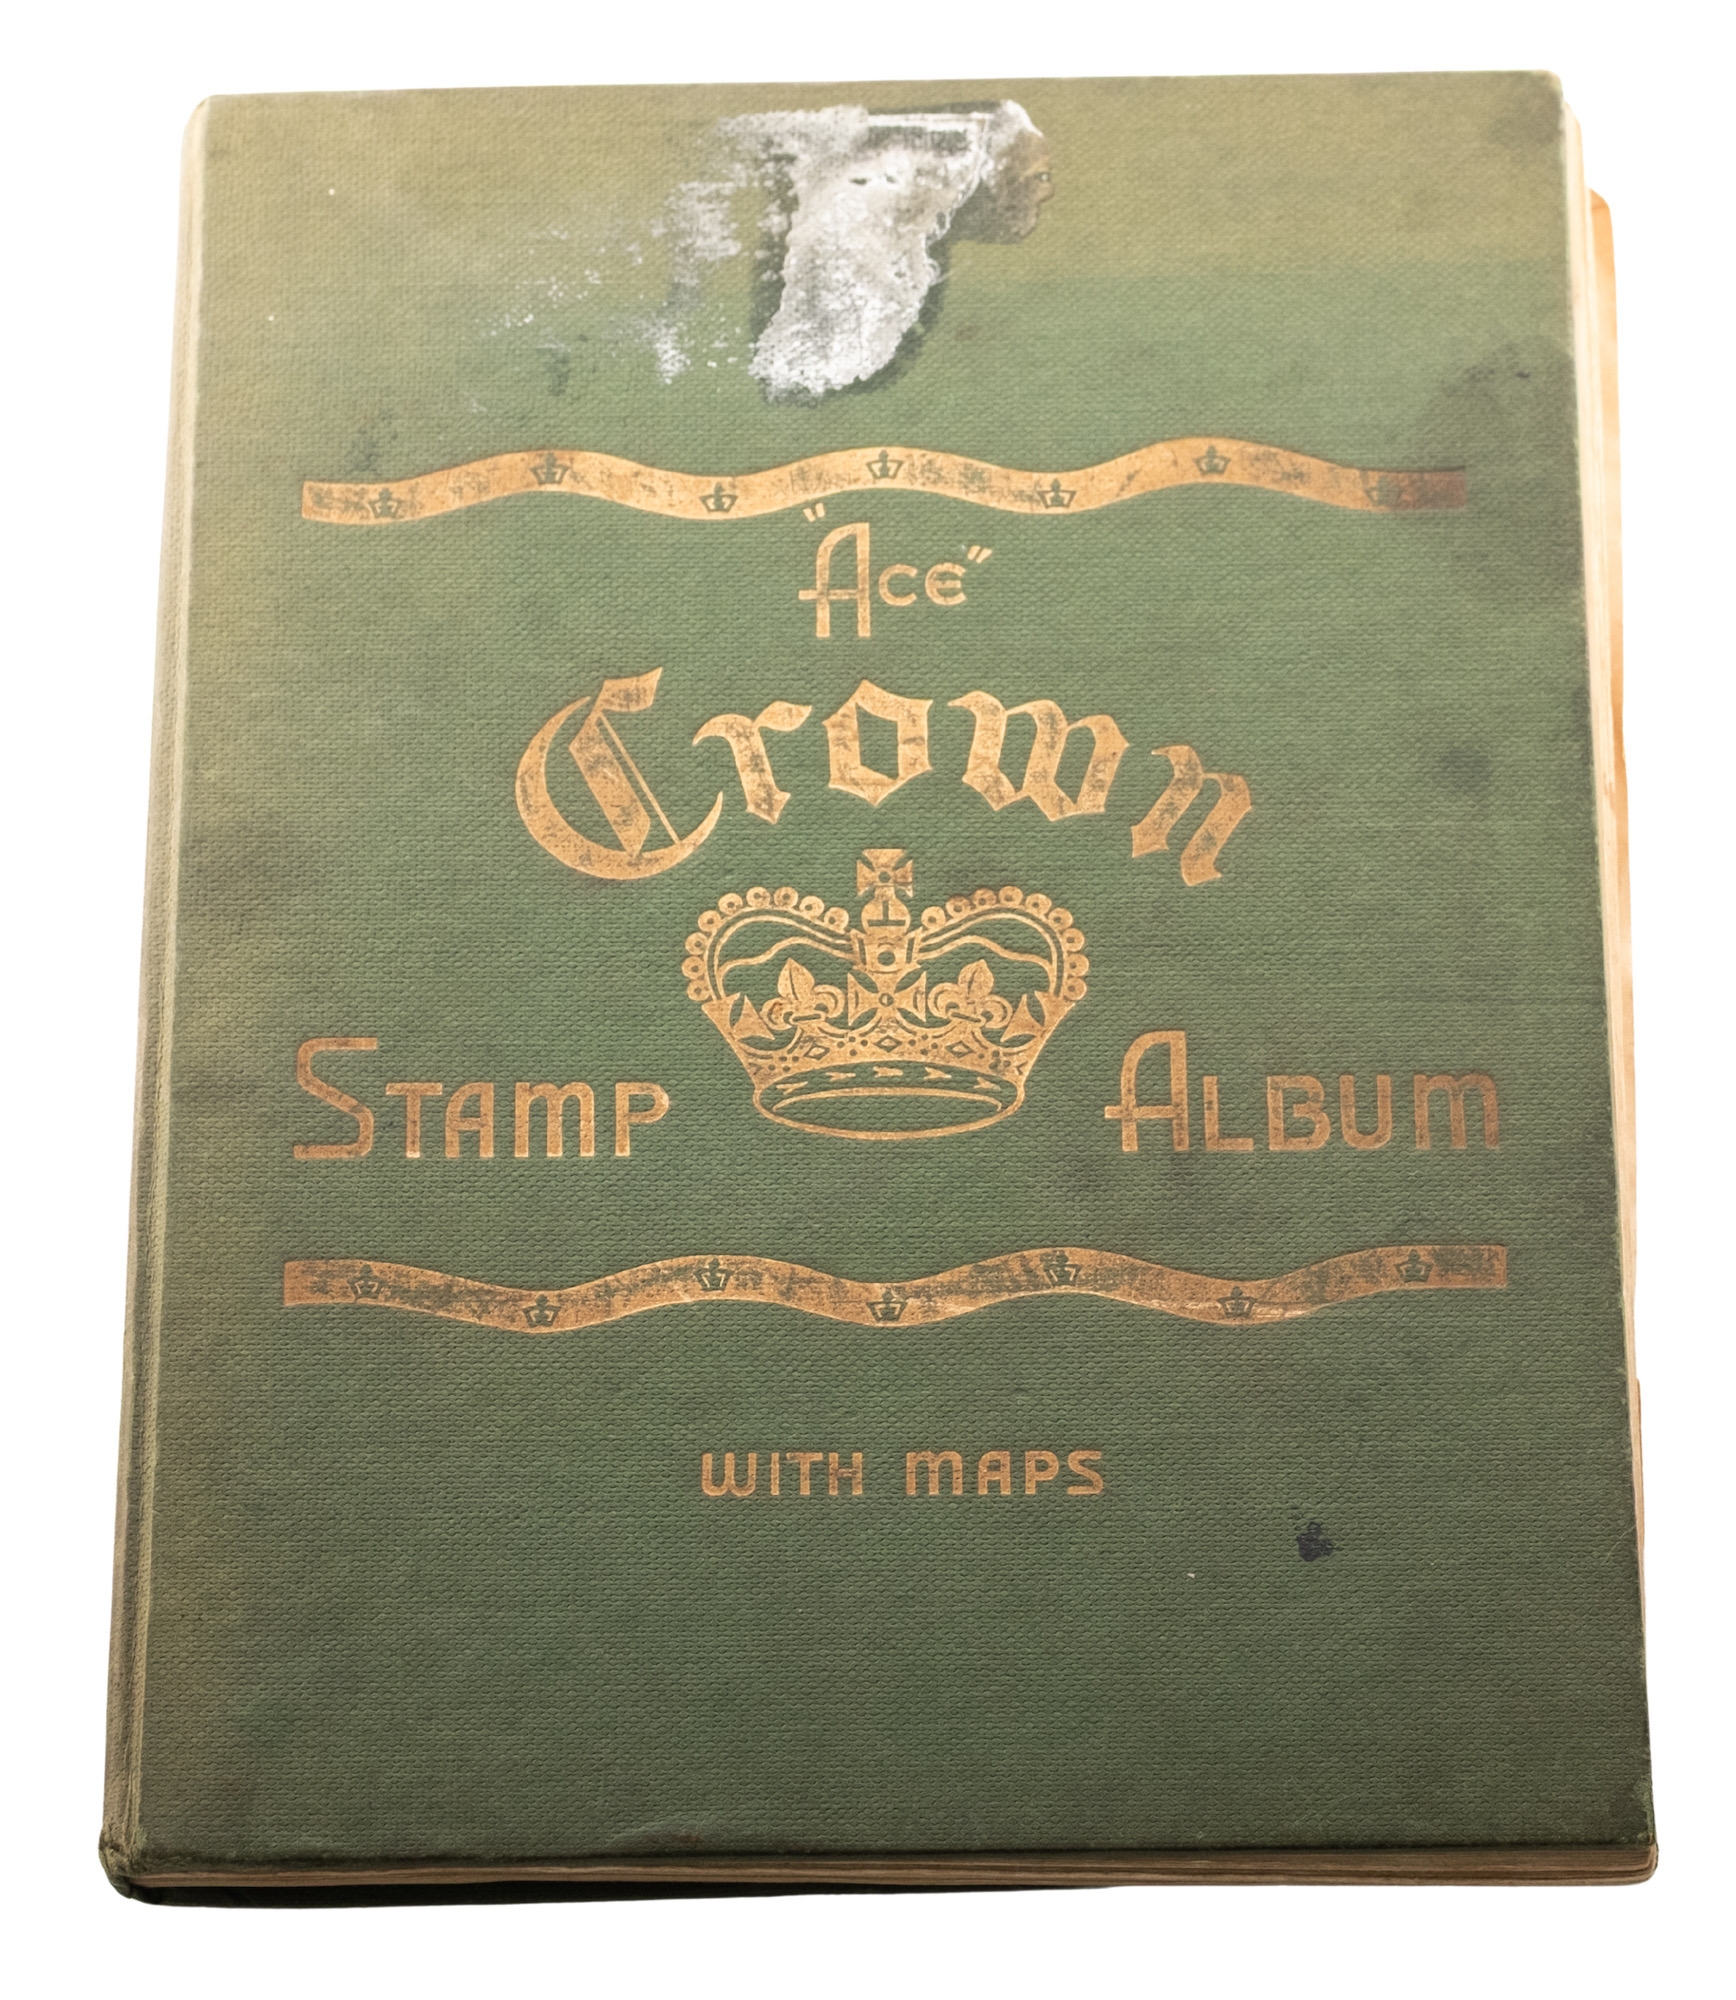 "Ace"
Crown
STAMP ALBUM
WITH MAPS